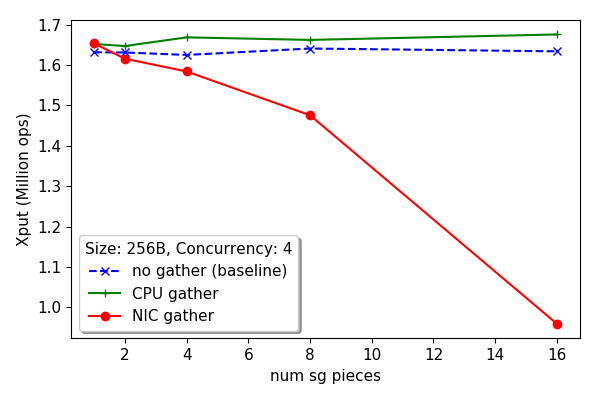 1.7
1.6
1.5
1.4
1.3
1.2
1.1
1.0
Xput (Million ops)
Size: 256B, Concurrency: 4
no gather (baseline)
CPU gather
NIC gather
2 4 6 8 10 12 14 16
num sg pieces